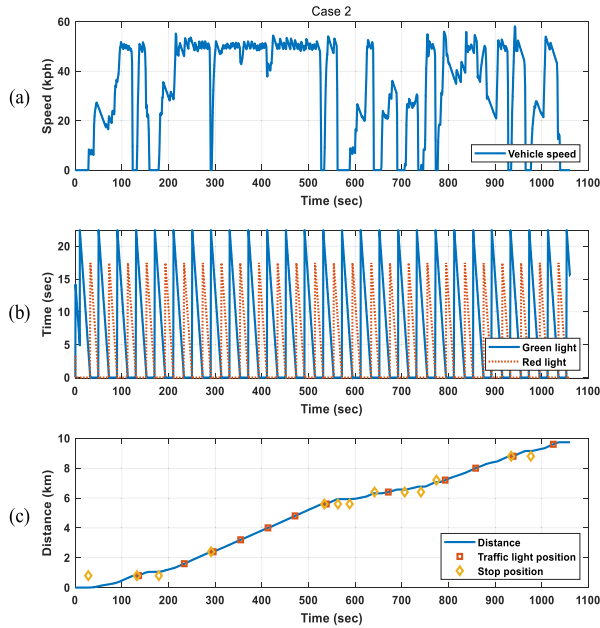 Case 2
(a)
Speed (kph)
60
40
20
0
Vehicle speed
0 100 200 300 400 500 600 700 800 900 1000 1100
Time (sec)
(b)
Time (sec)
20
15
10
5
0
Green light
Red light
0 100 200 300 400 500 600 700 800 900 1000 1100
Time (sec)
(c)
Distance (km)
10
8
6
4
2
0
Distance
Traffic light position
Stop position
0 100 200 300 400 500 600 700 800 900 1000 1100
Time (sec)